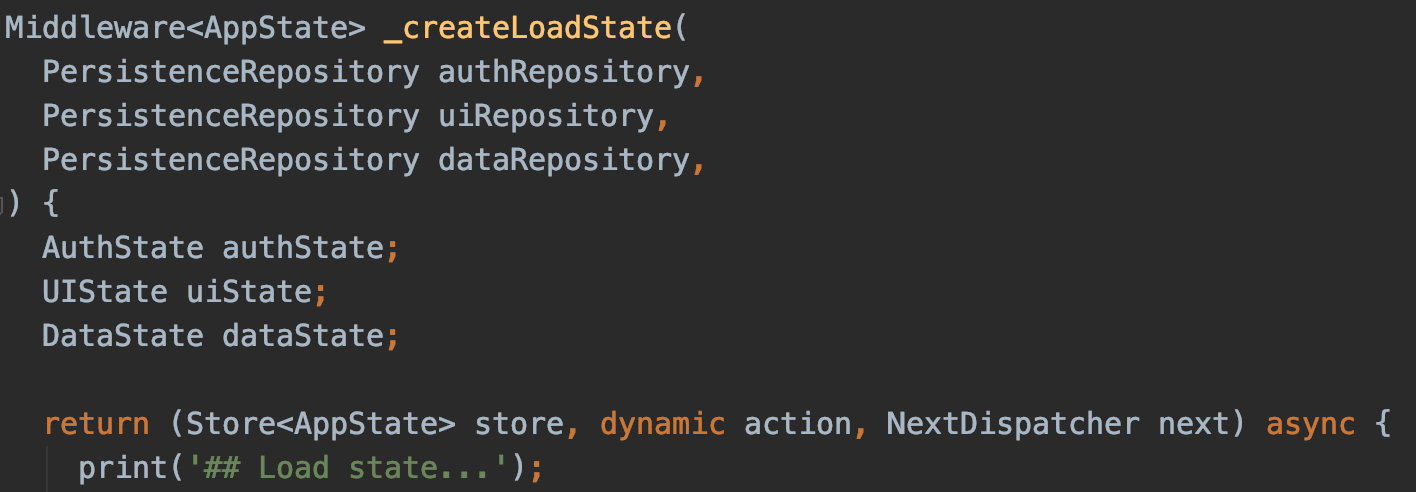 Middleware<AppState> _createLoadState(
  PersistenceRepository authRepository,
  PersistenceRepository uiRepository,
  PersistenceRepository dataRepository,
) {
  AuthState authState;
  UIState uiState;
  DataState dataState;

  return (Store<AppState> store, dynamic action, NextDispatcher next) async {
    print('## Load state...');